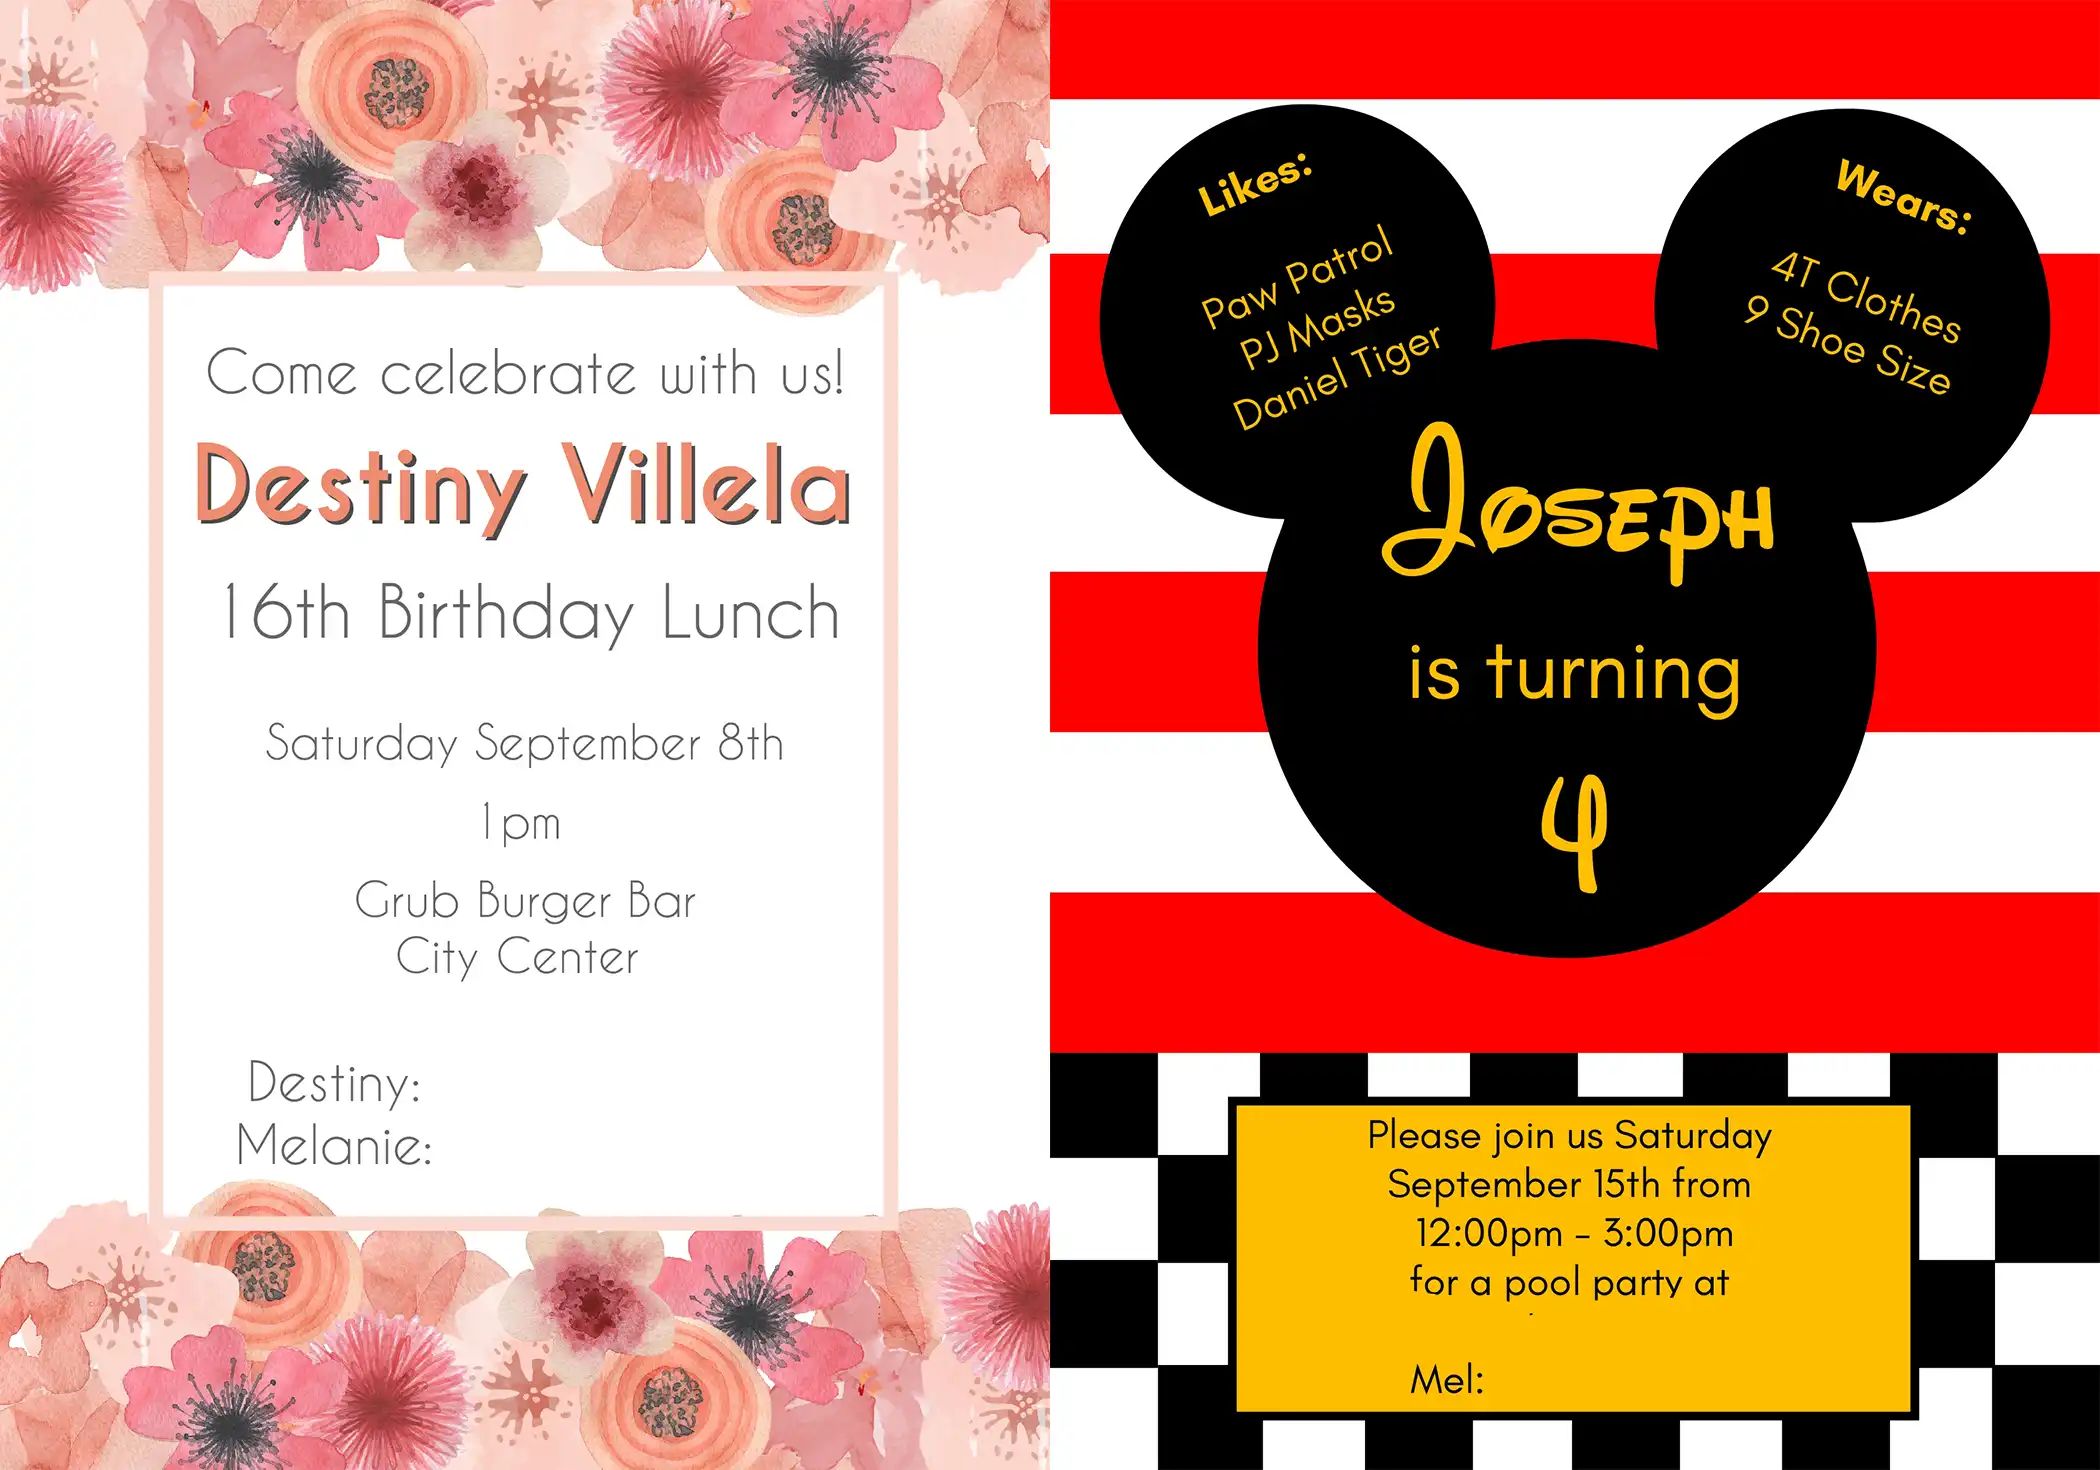 Come celebrate with us!
Destiny Villela
16th Birthday Lunch
Saturday September 8th
1pm
Grub Burger Bar
City Center
Destiny:
Melanie:
Likes:
Paw Patrol
PJ Masks
Daniel Tiger
Wears:
4T Clothes
9 Shoe Size
Joseph
is turning
4
Please join us Saturday
September 15th from
12:00pm - 3:00pm
for a pool party at
Mel: